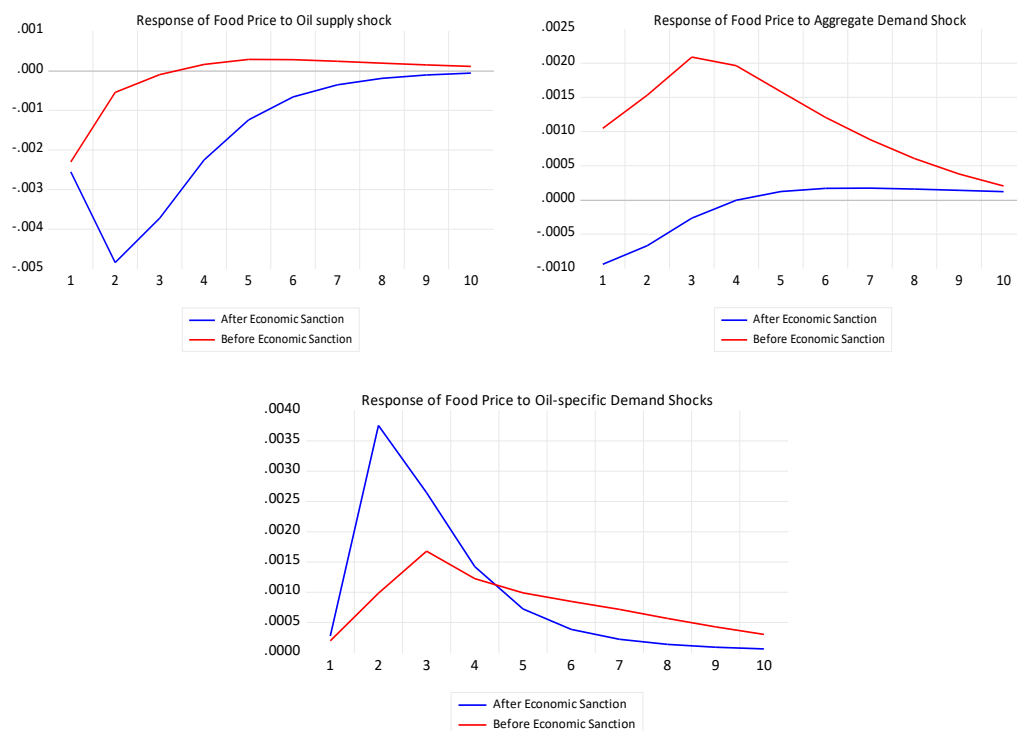 Response of Food Price to Oil supply shock
.001
.000
-.001
-.002
-.003
-.004
-.005
1 2 3 4 5 6 7 8 9 10
After Economic Sanction
Before Economic Sanction
Response of Food Price to Aggregate Demand Shock
.0025
.0020
.0015
.0010
.0005
.0000
-.0005
-.0010
1 2 3 4 5 6 7 8 9 10
After Economic Sanction
Before Economic Sanction
Response of Food Price to Oil-specific Demand Shocks
.0040
.0035
.0030
.0025
.0020
.0015
.0010
.0005
.0000
1 2 3 4 5 6 7 8 9 10
After Economic Sanction
Before Economic Sanction